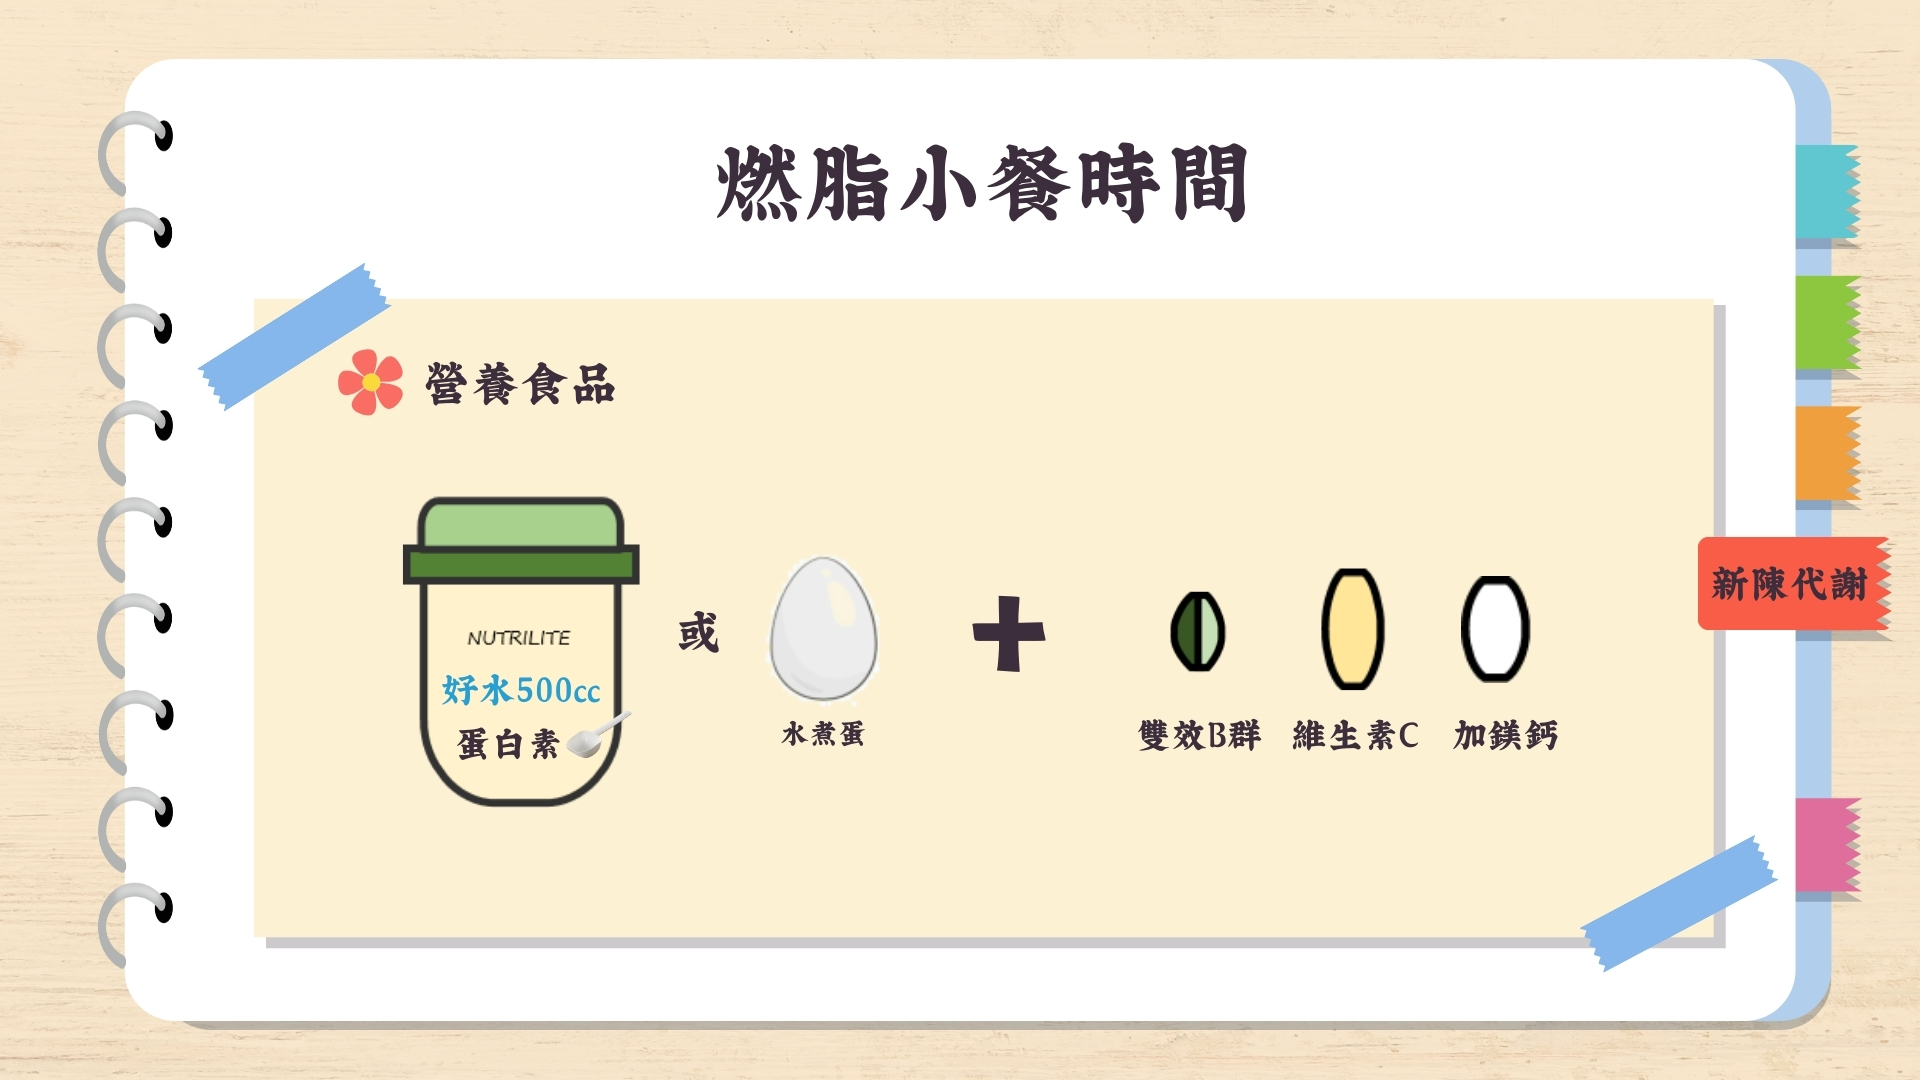 燃脂小餐時間
營養食品
NUTRILITE
好水500cc
蛋白素
或
水煮蛋
+
雙效B群
維生素C
加鎂鈣
新陳代謝